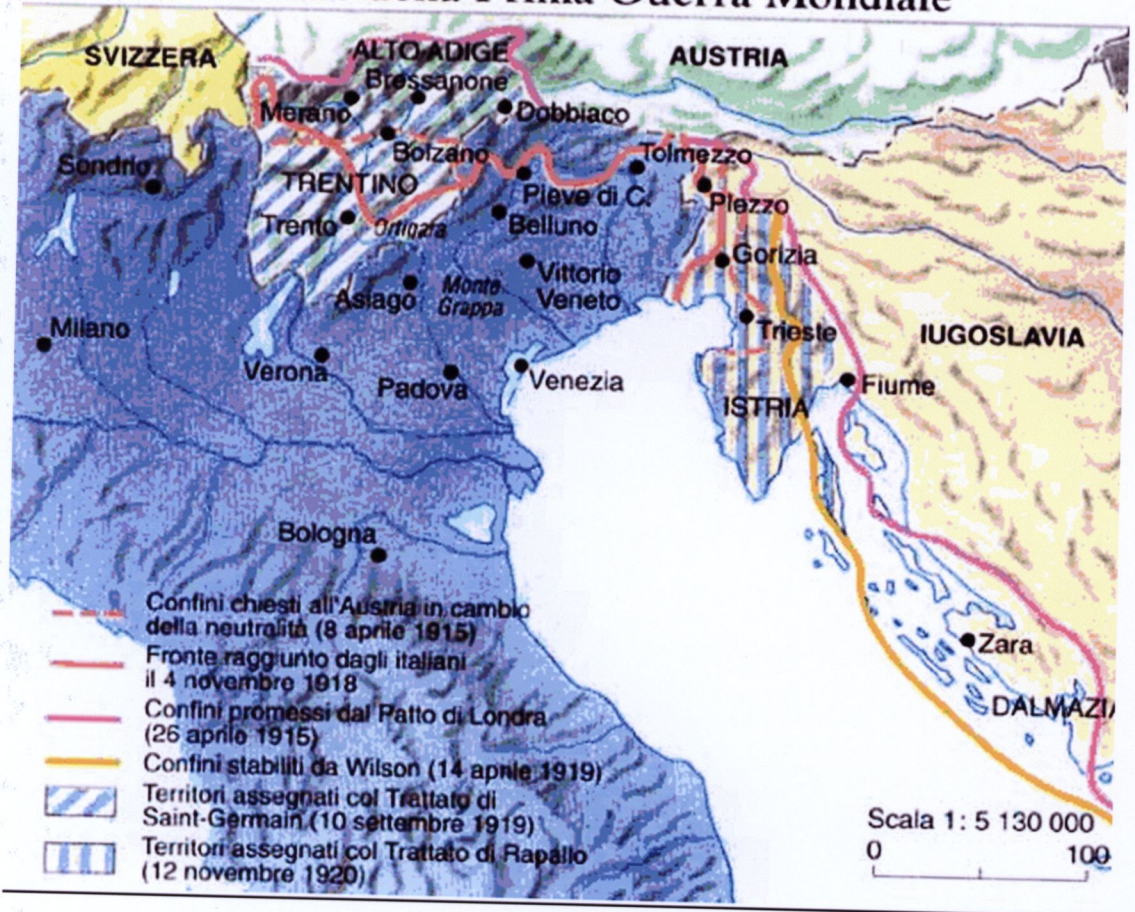 Prima Guerra Mondiale
SVIZZERA
ALTO ADIGE
AUSTRIA
Bressanone
Merano
Dobbiaco
Bolzano
Tolmezzo
Sondrio
TRENTINO
Pieve di C.
Plezzo
Trento
Ortigara
Belluno
Gorizia
Vittorio
Veneto
Asiago
Monte
Grappa
Milano
Trieste
IUGOSLAVIA
Verona
Padova
Venezia
Fiume
ISTRIA
Bologna
Confini chiesti all'Austria in cambio
della neutralità (8 aprile 1915)
Fronte raggiunto dagli italiani
il 4 novembre 1918
Confini promessi dal Patto di Londra
(26 aprile 1915)
Confini stabiliti da Wilson (14 aprile 1919)
Territori assegnati col Trattato di
Saint-Germain (10 settembre 1919)
Territori assegnati col Trattato di Rapallo
(12 novembre 1920)
Zara
DALMAZIA
Scala 1: 5 130 000
0 100